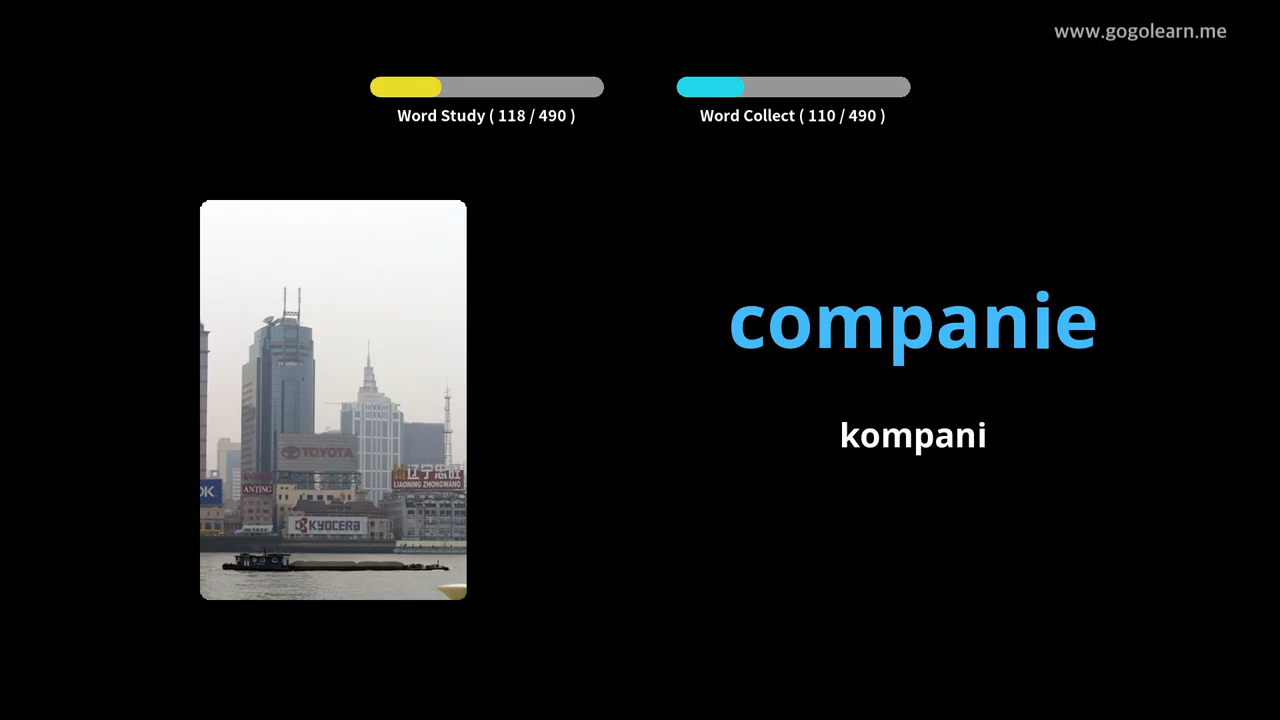 www.gogolearn.me
Word Study ( 118 / 490 )
Word Collect ( 110 / 490 )
companie
kompani
TOYOTA
辽宁忠旺
LIAONING ZHONGWANG
OK
ANTING
KYOCERA